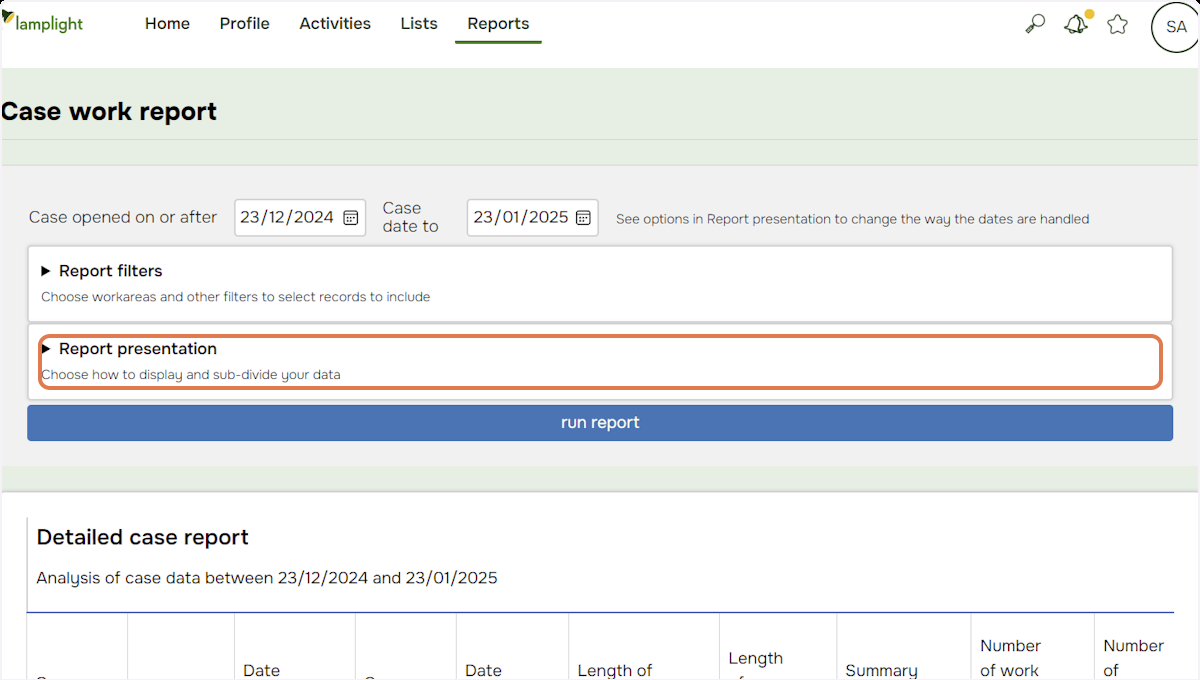 lamplight Home Profile Activities Lists Reports SA
Case work report
Case opened on or after 23/12/2024 Case date to 23/01/2025 See options in Report presentation to change the way the dates are handled
Report filters
Choose workareas and other filters to select records to include
Report presentation
Choose how to display and sub-divide your data
run report
Detailed case report
Analysis of case data between 23/12/2024 and 23/01/2025
Number Number
Length
Date Date Length of Summary of work of